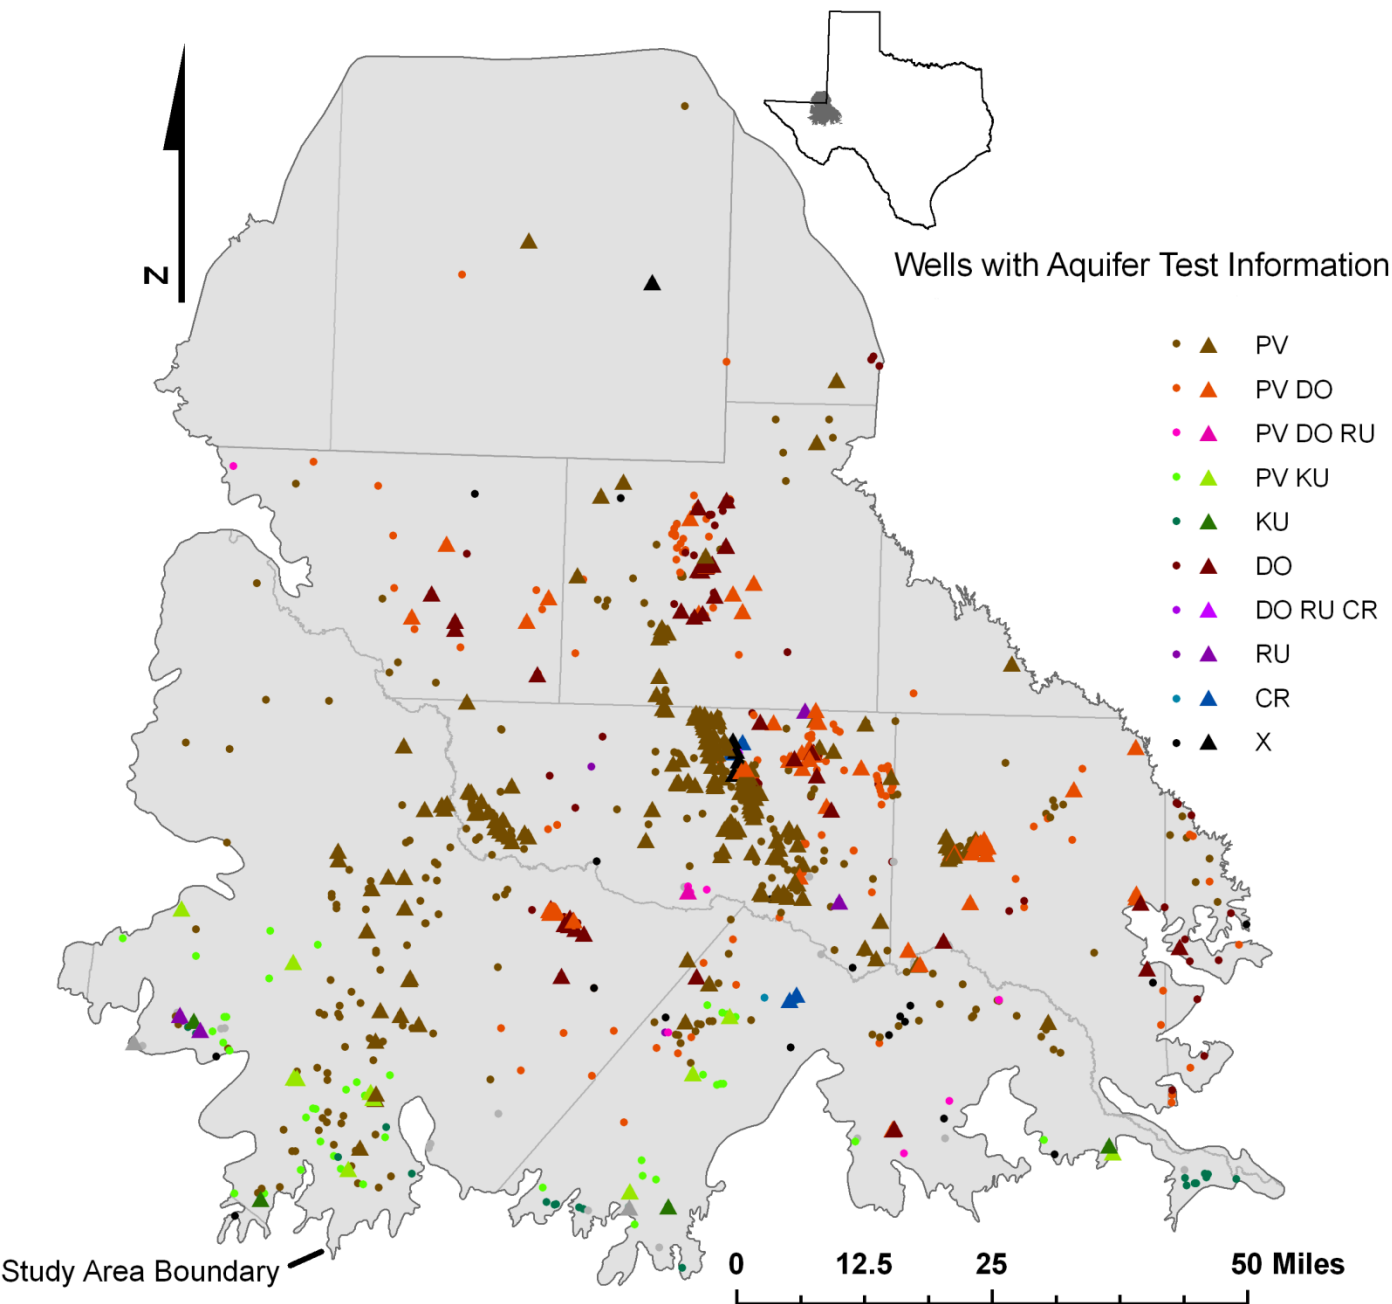 N
Wells with Aquifer Test Information
PV
PV DO
PV DO RU
PV KU
KU
DO
DO RU CR
RU
CR
X
Study Area Boundary
0 12.5 25 50 Miles